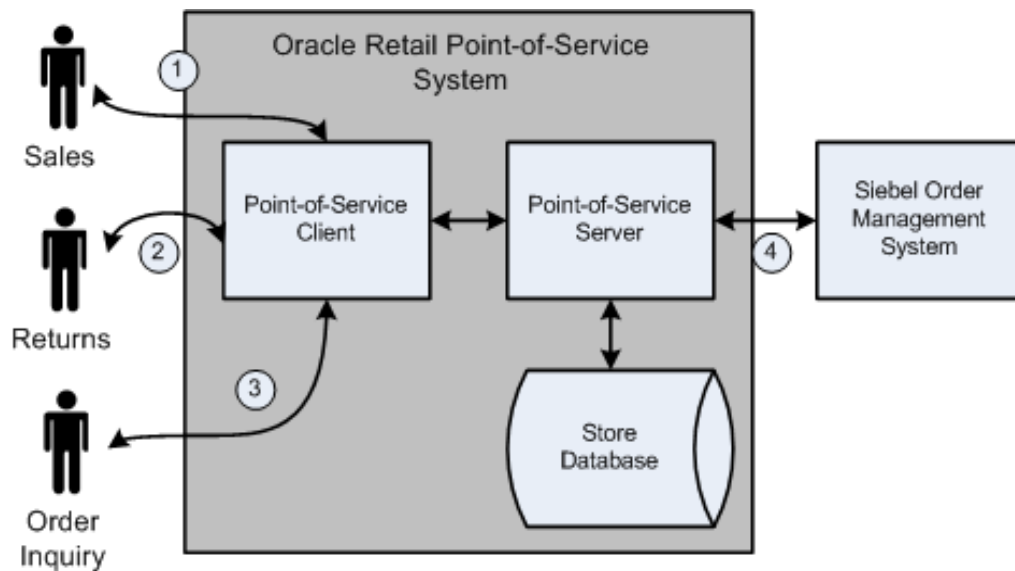 Oracle Retail Point-of-Service
System
1
Sales
Point-of-Service
Client
Point-of-Service
Server
Siebel Order
Management
System
2
4
Returns
3
Store
Database
Order
Inquiry